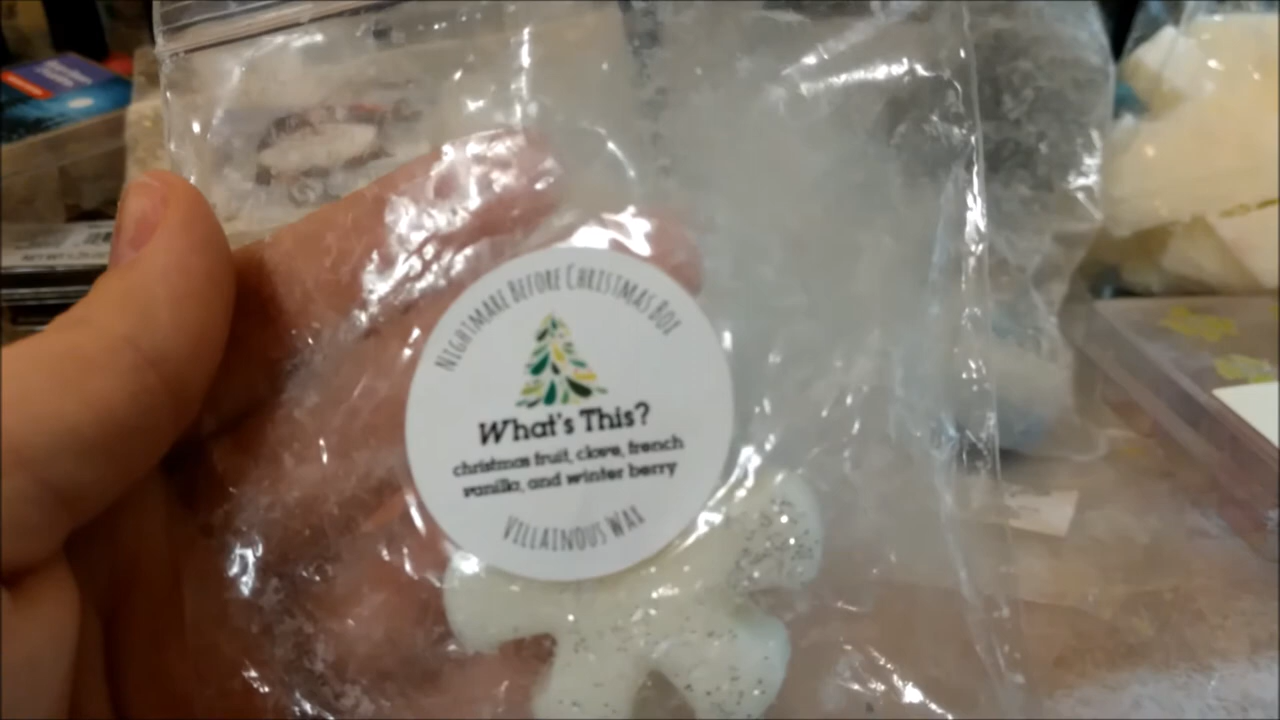 NIGHTMARE BEFORE CHRISTMAS BOX
What's This?
christmas fruit, clove, french
vanilla, and winter berry
VILLAINOUS WAX